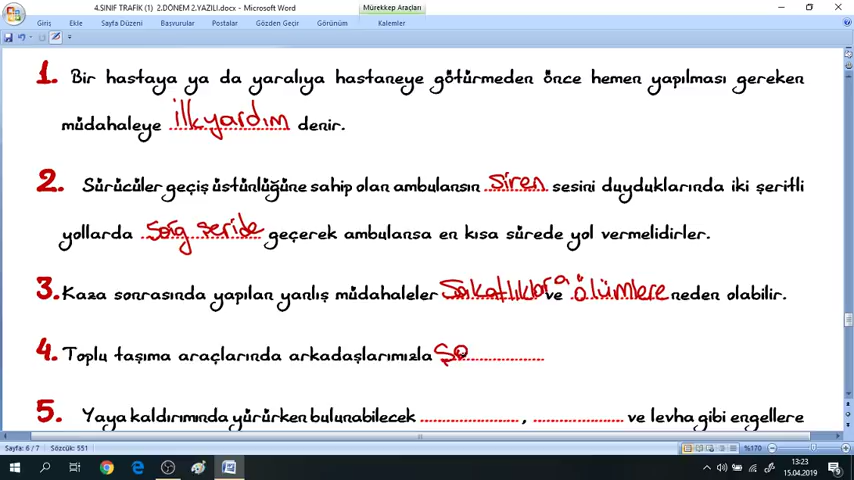 4.SINIF TRAFİK (1) 2.DÖNEM 2.YAZILI.docx - Microsoft Word
Mürekkep Araçları
Giriş Ekle Sayfa Düzeni Başvurular Postalar Gözden Geçir Görünüm Kalemler
1. Bir hastaya ya da yaralıya hastaneye götürmeden önce hemen yapılması gereken
müdahaleye ilkyardım denir.
2. Sürücüler geçiş üstünlüğüne sahip olan ambulansın siren sesini duyduklarında iki şeritli
yollarda sağ şeride geçerek ambulansa en kısa sürede yol vermelidirler.
3. Kaza sonrasında yapılan yanlış müdahaleler sakatlıklara ve ölümlere neden olabilir.
4. Toplu taşıma araçlarında arkadaşlarımızla
5. Yaya kaldırımında yürürken bulunabilecek ....................... , ..................... ve levha gibi engellere
Sayfa: 6 / 7 Sözcük: 551 %170
13:23
15.04.2019